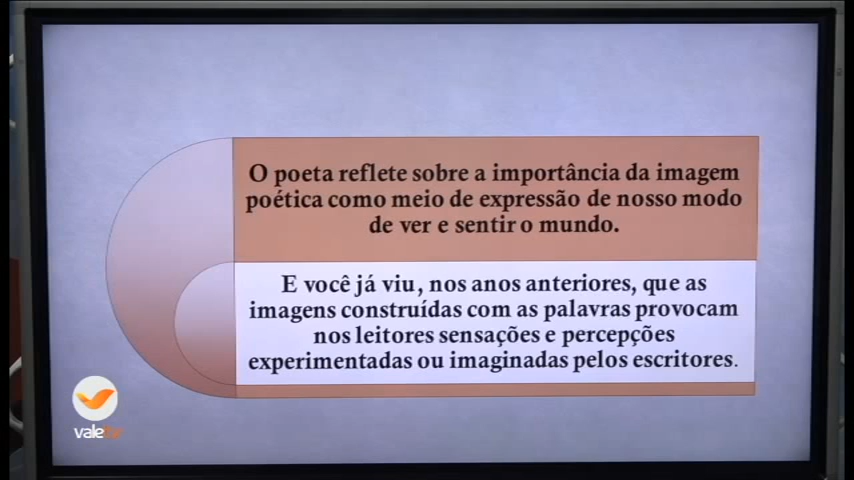 O poeta reflete sobre a importância da imagem
poética como meio de expressão de nosso modo
de ver e sentir o mundo.
E você já viu, nos anos anteriores, que as
imagens construídas com as palavras provocam
nos leitores sensações e percepções
experimentadas ou imaginadas pelos escritores.
valetv